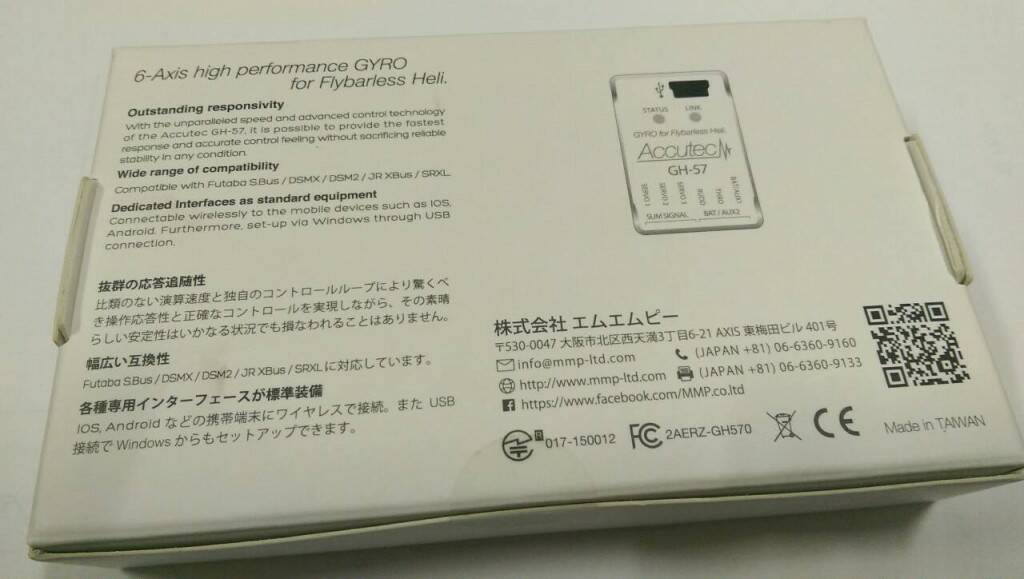 6-Axis high performance GYRO
for Flybarless Heli.
Outstanding responsivity
With the unparalleled speed and advanced control technology
of the Accutec GH-57, it is possible to provide the fastest
response and accurate control feeling without sacrificing reliable
stability in any condition.
Wide range of compatibility
Compatible with Futaba S.Bus / DSMX / DSM2 / JR XBus / SRXL.
Dedicated Interfaces as standard equipment
Connectable wirelessly to the mobile devices such as IOS,
Android. Furthermore, set-up via Windows through USB
connection.
抜群の応答追随性
比類のない演算速度と独自のコントロールループにより驚くべ
き操作応答性と正確なコントロールを実現しながら、その素晴
らしい安定性はいかなる状況でも損なわれることはありません。
幅広い互換性
Futaba S.Bus / DSMX / DSM2 / JR XBus / SRXL に対応しています。
各種専用インターフェースが標準装備
IOS, Android などの携帯端末にワイヤレスで接続。また USB
接続で Windows からもセットアップできます。
STATUS LINK
GYRO for Flybarless Heli.
Accutec
GH-57
SERVO 1
SERVO 2
SERVO 3
RUDD
THRO
BAT/AUX1
SUM SIGNAL BAT / AUX2
株式会社 エムエムピー
〒530-0047 大阪市北区西天満3丁目6-21 AXIS 東梅田ビル 401号
info@mmp-ltd.com (JAPAN +81) 06-6360-9160
http://www.mmp-ltd.com (JAPAN +81) 06-6360-9133
https://www.facebook.com/MMP.co.ltd
R 017-150012 FC 2AERZ-GH570 CE Made in TAIWAN